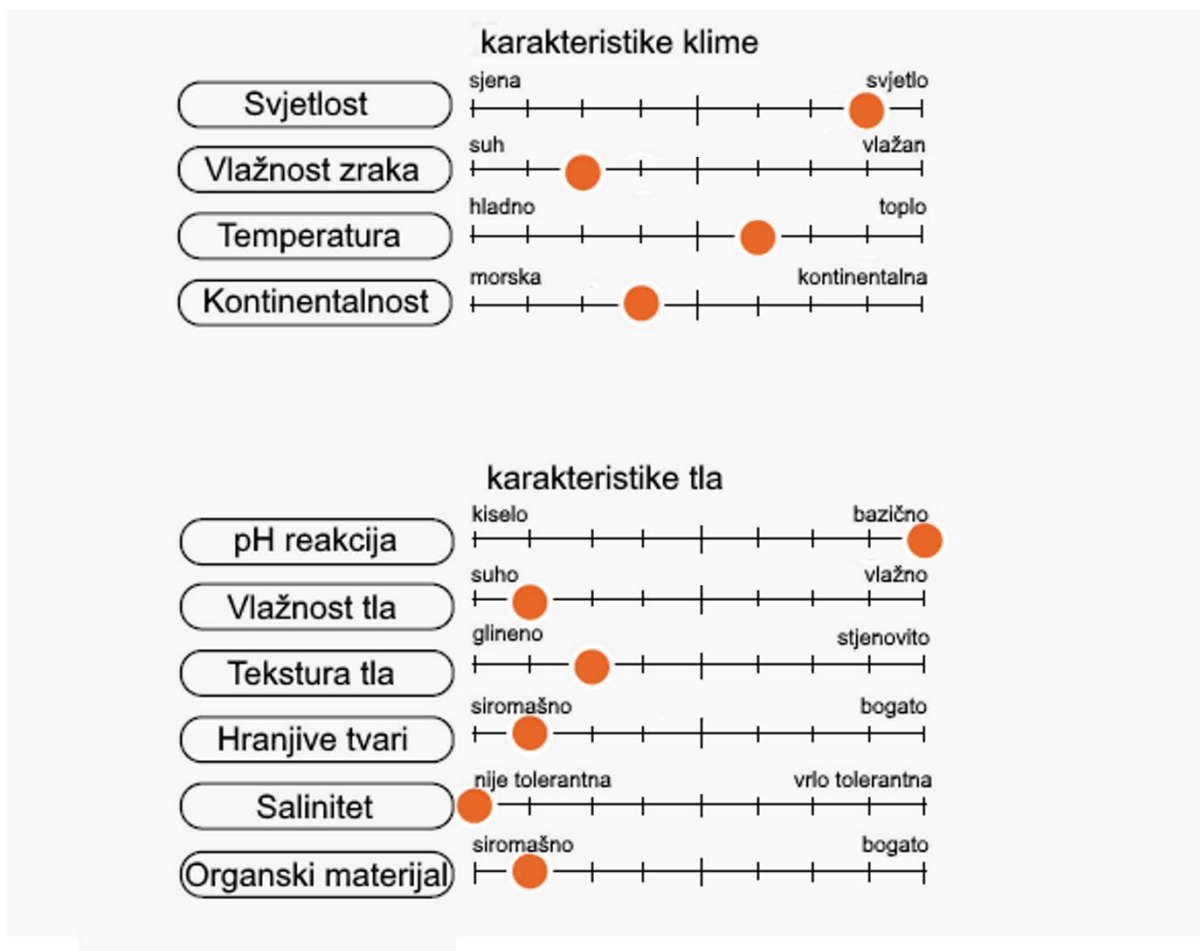 karakteristike klime
Svjetlost
sjena svjetlo
Vlažnost zraka
suh vlažan
Temperatura
hladno toplo
Kontinentalnost
morska kontinentalna
karakteristike tla
pH reakcija
kiselo bazično
Vlažnost tla
suho vlažno
Tekstura tla
glineno stjenovito
Hranjive tvari
siromašno bogato
Salinitet
nije tolerantna vrlo tolerantna
Organski materijal
siromašno bogato